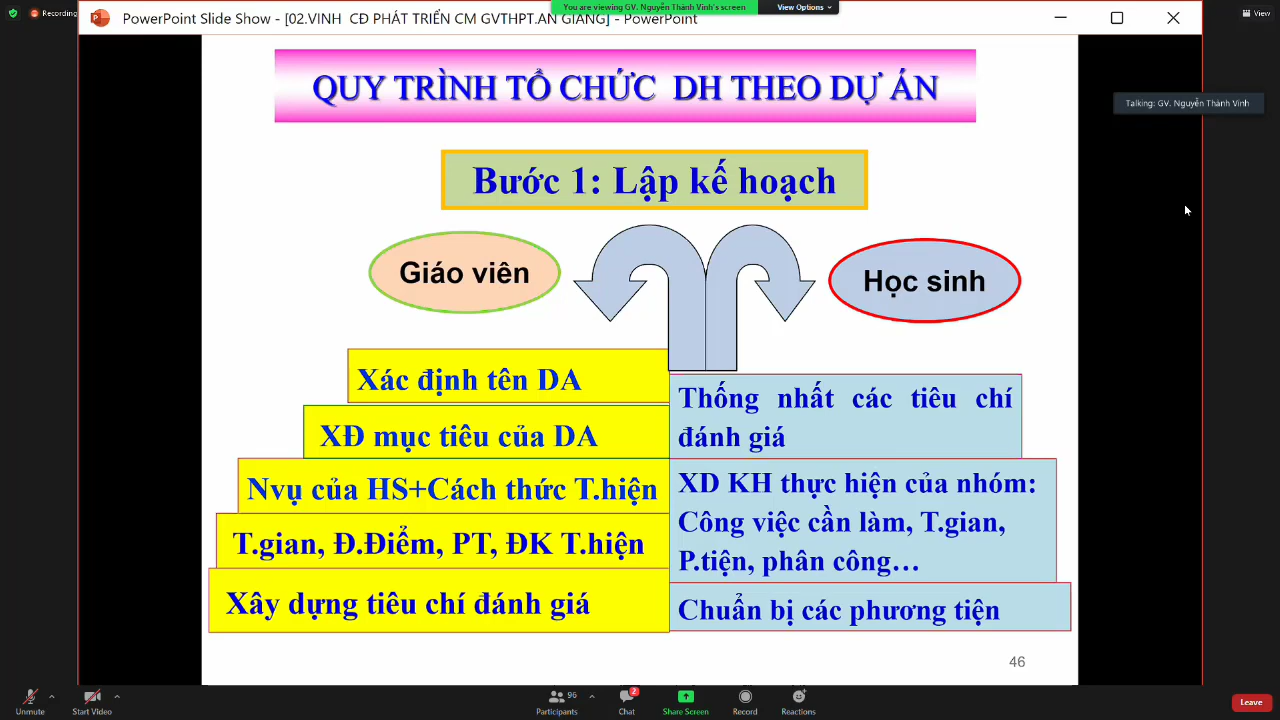 Recording
PowerPoint Slide Show - [02.VINH CĐ PHÁT TRIỂN CM GVTHPT.AN GIANG] - PowerPoint
You are viewing GV. Nguyễn Thành Vinh's screen
View Options
View
Talking: GV. Nguyễn Thành Vinh
QUY TRÌNH TỔ CHỨC DH THEO DỰ ÁN
Bước 1: Lập kế hoạch
Giáo viên
Học sinh
Xác định tên DA
XĐ mục tiêu của DA
Nvụ của HS+Cách thức T.hiện
T.gian, Đ.Điểm, PT, ĐK T.hiện
Xây dựng tiêu chí đánh giá
Thống nhất các tiêu chí
đánh giá
XD KH thực hiện của nhóm:
Công việc cần làm, T.gian,
P.tiện, phân công…
Chuẩn bị các phương tiện
46
Unmute
Start Video
96
Participants
2
Chat
Share Screen
Record
Reactions
Leave